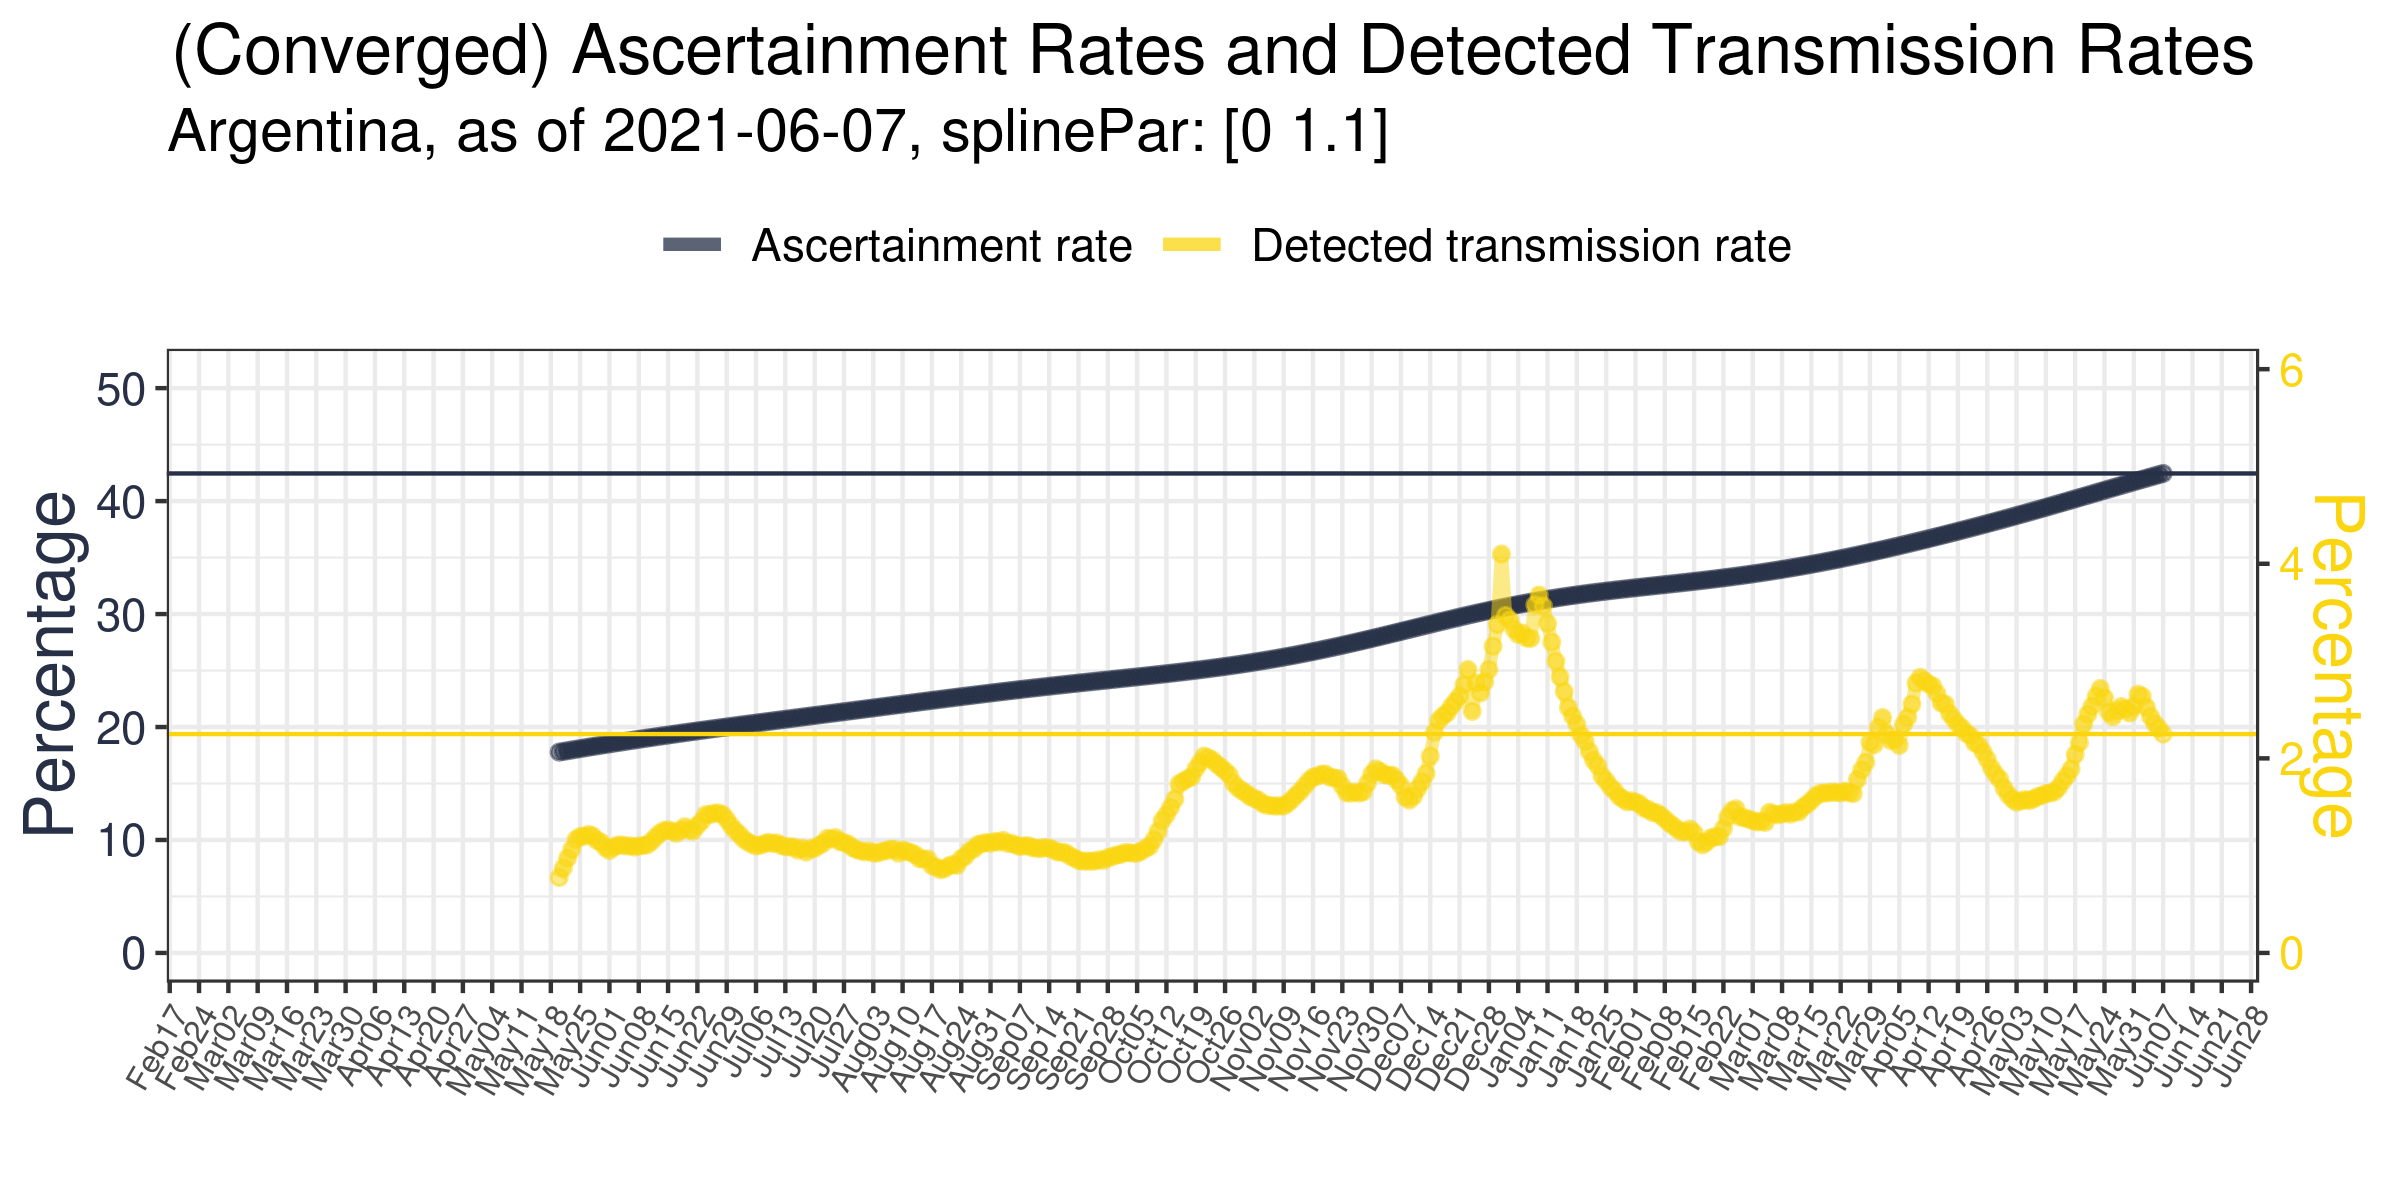 (Converged) Ascertainment Rates and Detected Transmission Rates
Argentina, as of 2021-06-07, splinePar: [0 1.1]
Ascertainment rate
Detected transmission rate
Percentage
50
40
30
20
10
0
6
4
2
0
Percentage
Feb17
Feb24
Mar02
Mar09
Mar16
Mar23
Mar30
Apr06
Apr13
Apr20
Apr27
May04
May11
May18
May25
Jun01
Jun08
Jun15
Jun22
Jun29
Jul06
Jul13
Jul20
Jul27
Aug03
Aug10
Aug17
Aug24
Aug31
Sep07
Sep14
Sep21
Sep28
Oct05
Oct12
Oct19
Oct26
Nov02
Nov09
Nov16
Nov23
Nov30
Dec07
Dec14
Dec21
Dec28
Jan04
Jan11
Jan18
Jan25
Feb01
Feb08
Feb15
Feb22
Mar01
Mar08
Mar15
Mar22
Mar29
Apr05
Apr12
Apr19
Apr26
May03
May10
May17
May24
May31
Jun07
Jun14
Jun21
Jun28